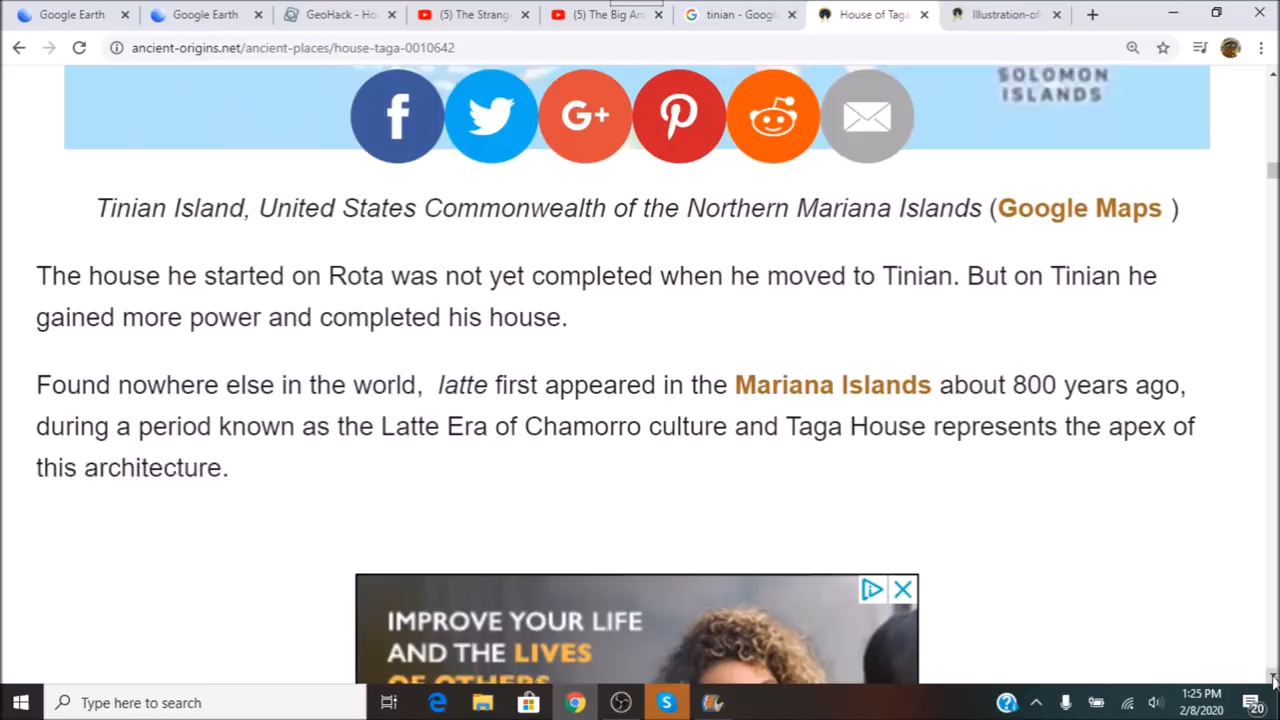 Google Earth
Google Earth
GeoHack - Ho
(5) The Strang
(5) The Big An
tinian - Googl
House of Taga
Illustration-of
ancient-origins.net/ancient-places/house-taga-0010642
SOLOMON
ISLANDS
f
G+
Tinian Island, United States Commonwealth of the Northern Mariana Islands (Google Maps )
The house he started on Rota was not yet completed when he moved to Tinian. But on Tinian he
gained more power and completed his house.
Found nowhere else in the world, latte first appeared in the Mariana Islands about 800 years ago,
during a period known as the Latte Era of Chamorro culture and Taga House represents the apex of
this architecture.
IMPROVE YOUR LIFE
AND THE LIVES
OF OTHERS
Type here to search
1:25 PM
2/8/2020
20